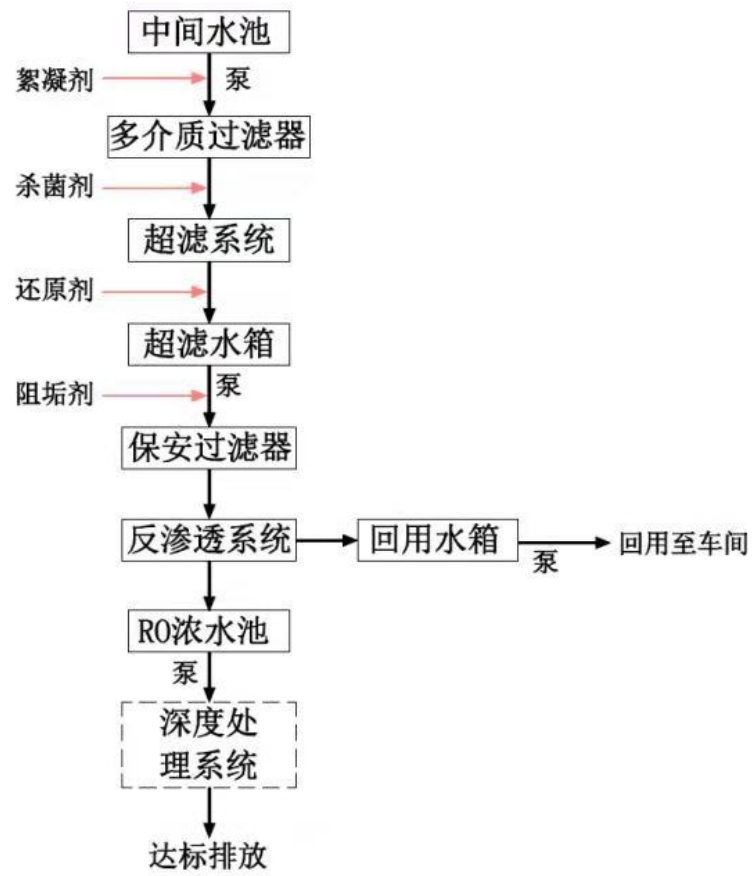 中间水池
絮凝剂
泵
多介质过滤器
杀菌剂
超滤系统
还原剂
超滤水箱
泵
阻垢剂
保安过滤器
反渗透系统
回用水箱
泵
回用至车间
RO浓水池
泵
深度处
理系统
达标排放